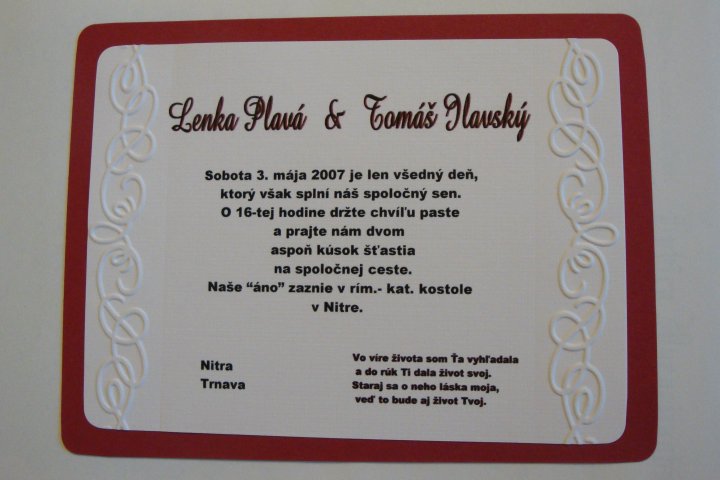 Lenka Plavá & Tomáš Ilavský
Sobota 3. mája 2007 je len všedný deň,
ktorý však splní náš spoločný sen.
O 16-tej hodine držte chvíľu paste
a prajte nám dvom
aspoň kúsok šťastia
na spoločnej ceste.
Naše “áno” zaznie v rím.- kat. kostole
v Nitre.
Nitra
Trnava
Vo víre života som Ťa vyhľadala
a do rúk Ti dala život svoj.
Staraj sa o neho láska moja,
veď to bude aj život Tvoj.